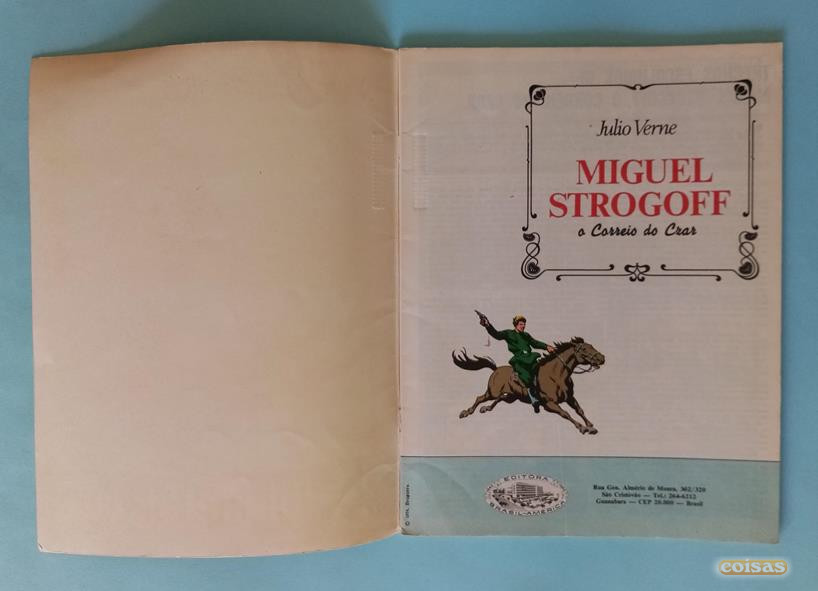 Julio Verne
MIGUEL
STROGOFF
o Correio do Czar
EDITORA
BRASIL-AMÉRICA
Rua Gen. Almério de Moura, 302/320
São Cristóvão — Tel.: 264-6212
Guanabara — CEP 20.000 — Brasil
coisas